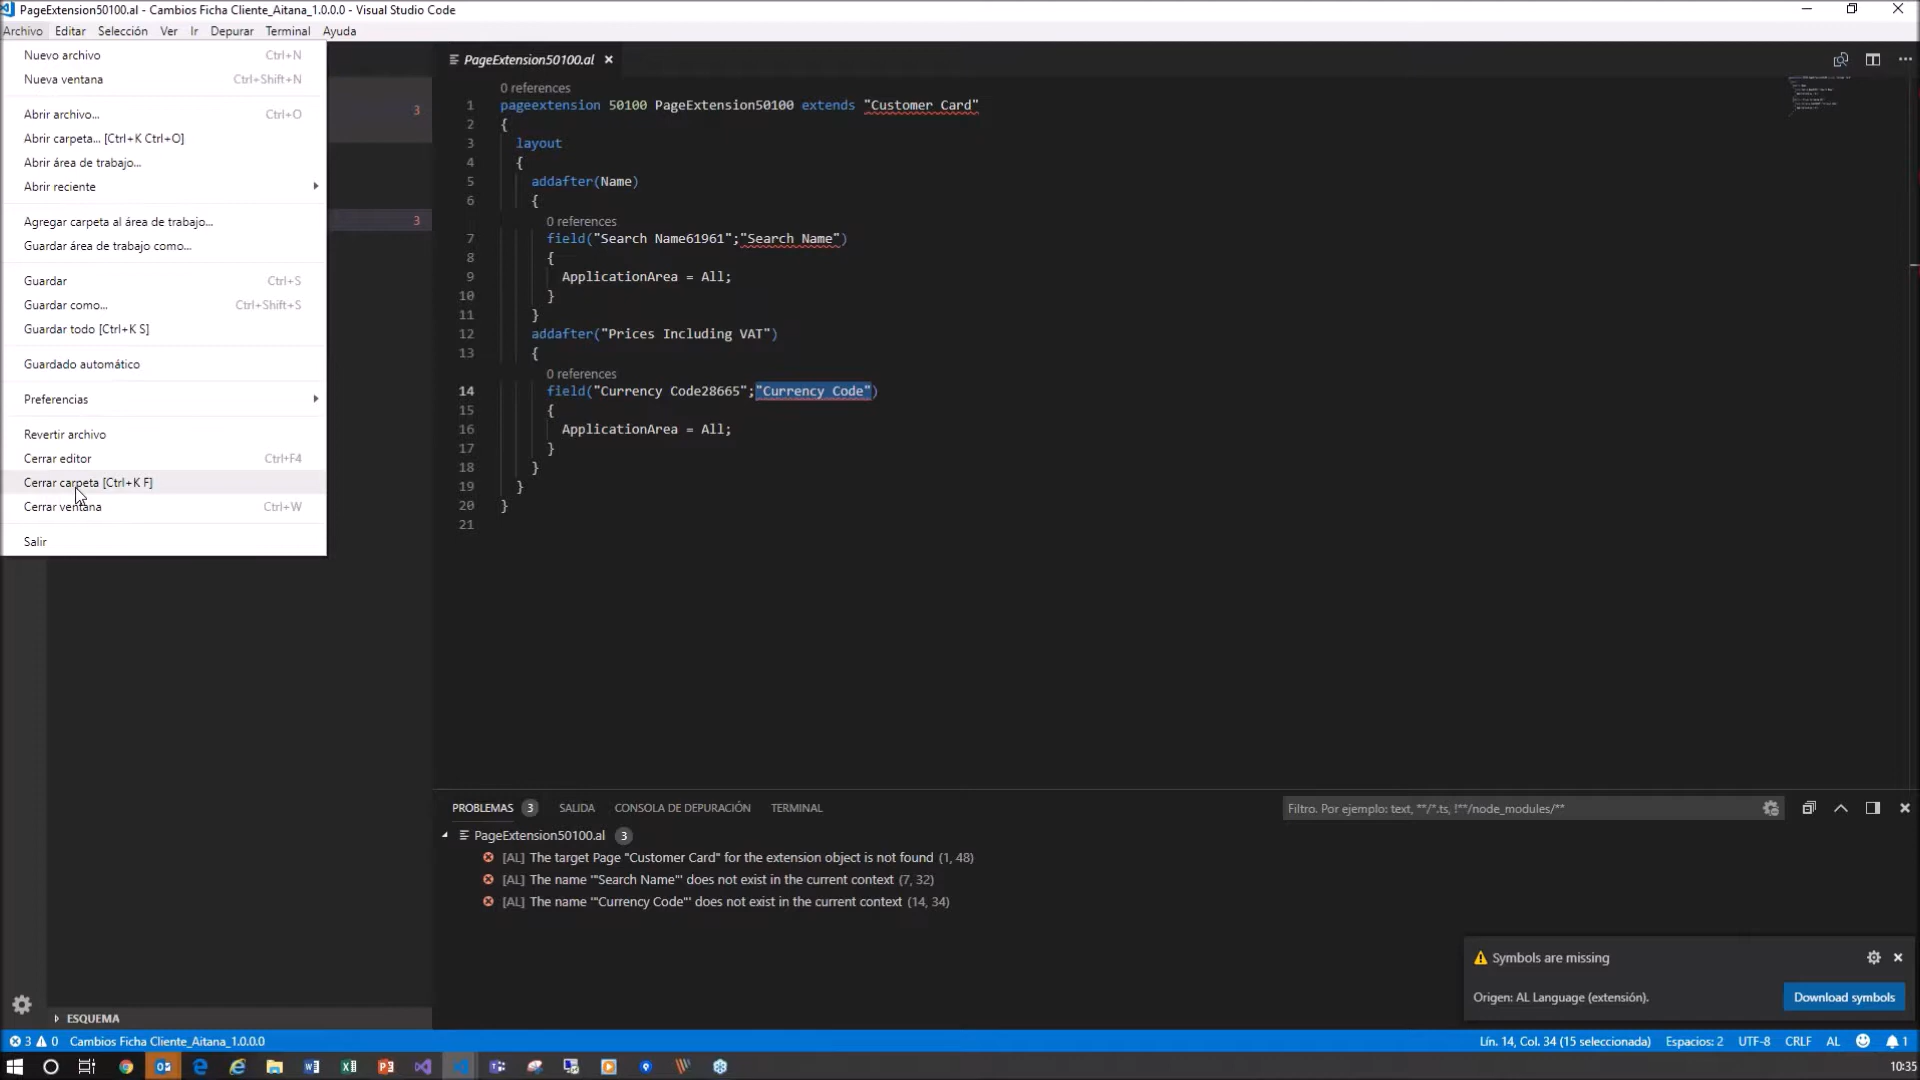 PageExtension50100.al - Cambios Ficha Cliente_Aitana_1.0.0.0 - Visual Studio Code
Archivo Editar Selección Ver Ir Depurar Terminal Ayuda
Nuevo archivo Ctrl+N
Nueva ventana Ctrl+Shift+N
Abrir archivo... Ctrl+O
Abrir carpeta... [Ctrl+K Ctrl+O]
Abrir área de trabajo...
Abrir reciente
Agregar carpeta al área de trabajo...
Guardar área de trabajo como...
Guardar Ctrl+S
Guardar como... Ctrl+Shift+S
Guardar todo [Ctrl+K S]
Guardado automático
Preferencias
Revertir archivo
Cerrar editor Ctrl+F4
Cerrar carpeta [Ctrl+K F]
Cerrar ventana Ctrl+W
Salir
3
3
ESQUEMA
PageExtension50100.al
0 references
1 pageextension 50100 PageExtension50100 extends "Customer Card"
2 {
3 layout
4 {
5 addafter(Name)
6 {
0 references
7 field("Search Name61961";"Search Name")
8 {
9 ApplicationArea = All;
10 }
11 }
12 addafter("Prices Including VAT")
13 {
0 references
14 field("Currency Code28665";"Currency Code")
15 {
16 ApplicationArea = All;
17 }
18 }
19 }
20 }
21
PROBLEMAS 3 SALIDA CONSOLA DE DEPURACIÓN TERMINAL Filtro. Por ejemplo: text, **/*.ts, !**/node_modules/**
PageExtension50100.al 3
[AL] The target Page "Customer Card" for the extension object is not found (1, 48)
[AL] The name '"Search Name"' does not exist in the current context (7, 32)
[AL] The name '"Currency Code"' does not exist in the current context (14, 34)
Symbols are missing
Origen: AL Language (extensión).
Download symbols
3 0 Cambios Ficha Cliente_Aitana_1.0.0.0 Lín. 14, Col. 34 (15 seleccionada) Espacios: 2 UTF-8 CRLF AL 1
10:35